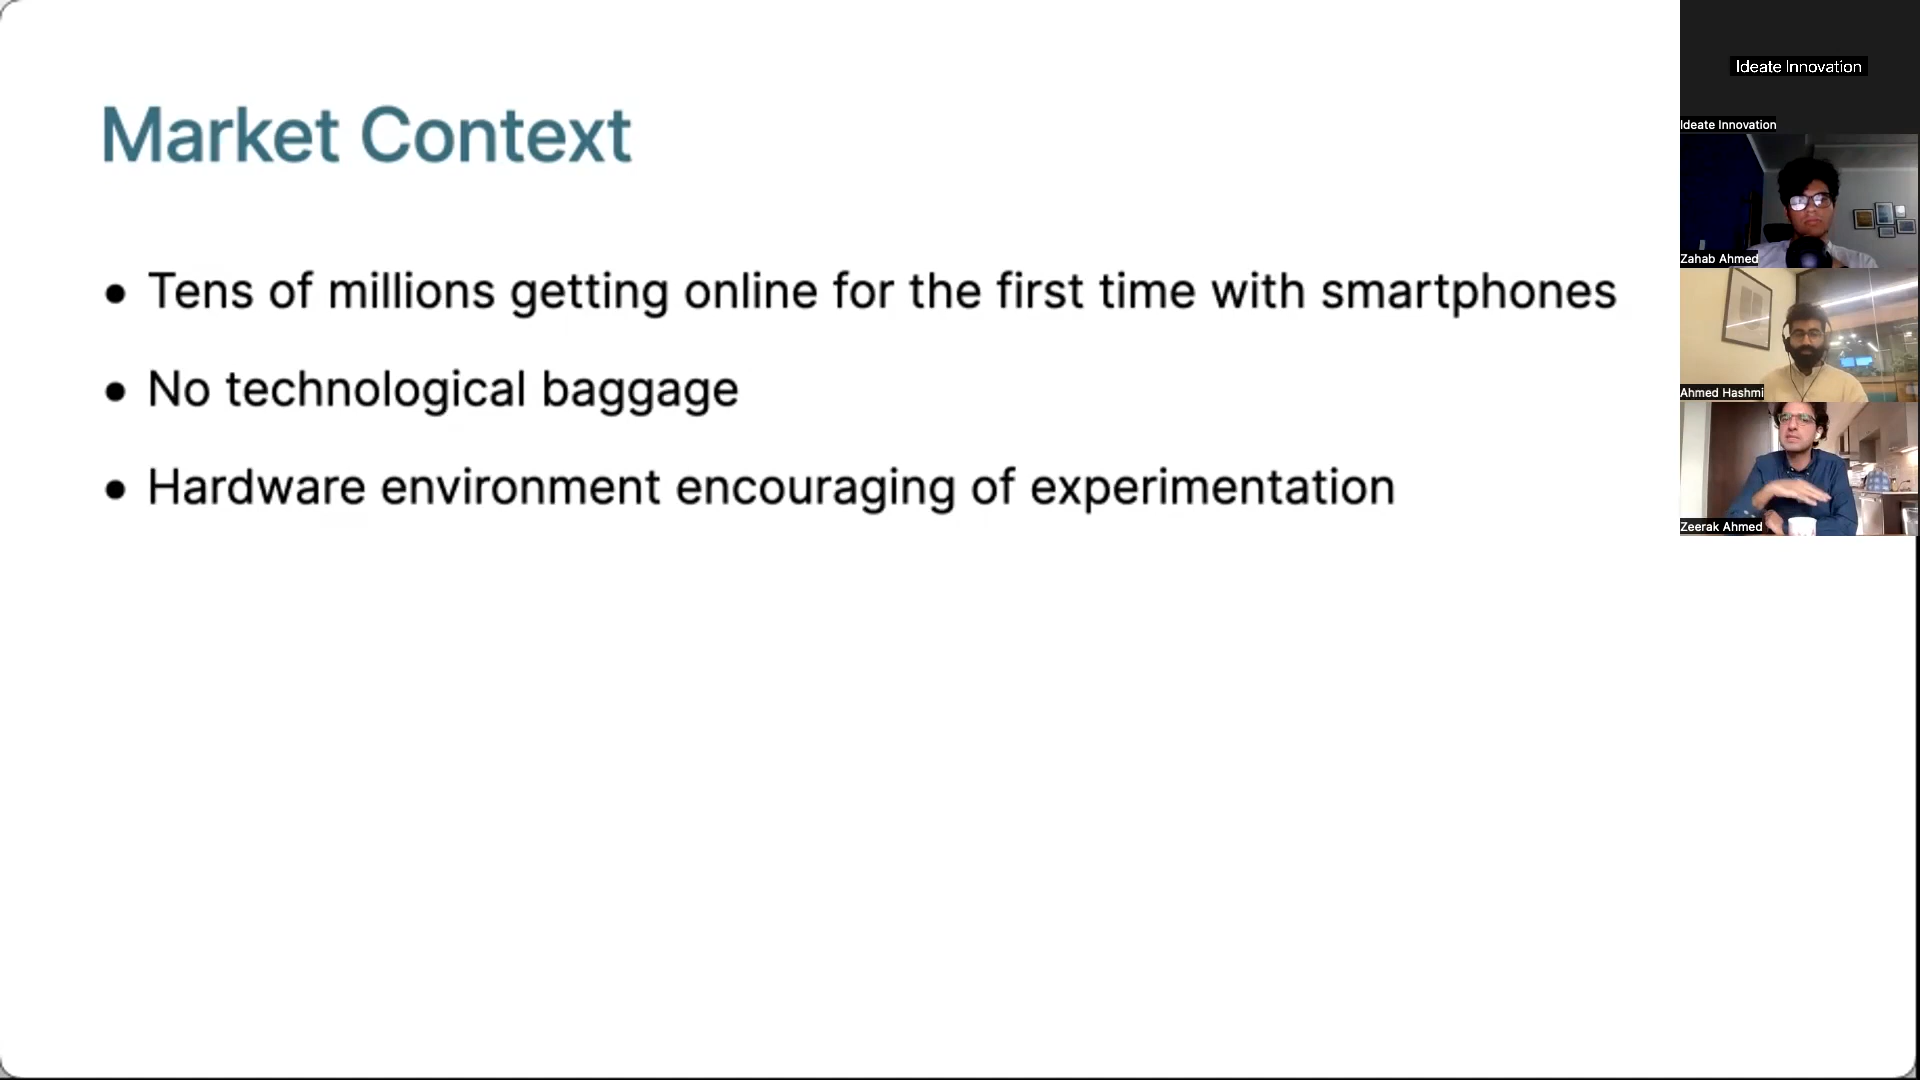 Market Context
• Tens of millions getting online for the first time with smartphones
• No technological baggage
• Hardware environment encouraging of experimentation
Ideate Innovation
Ideate Innovation
Zahab Ahmed
Ahmed Hashmi
Zeerak Ahmed